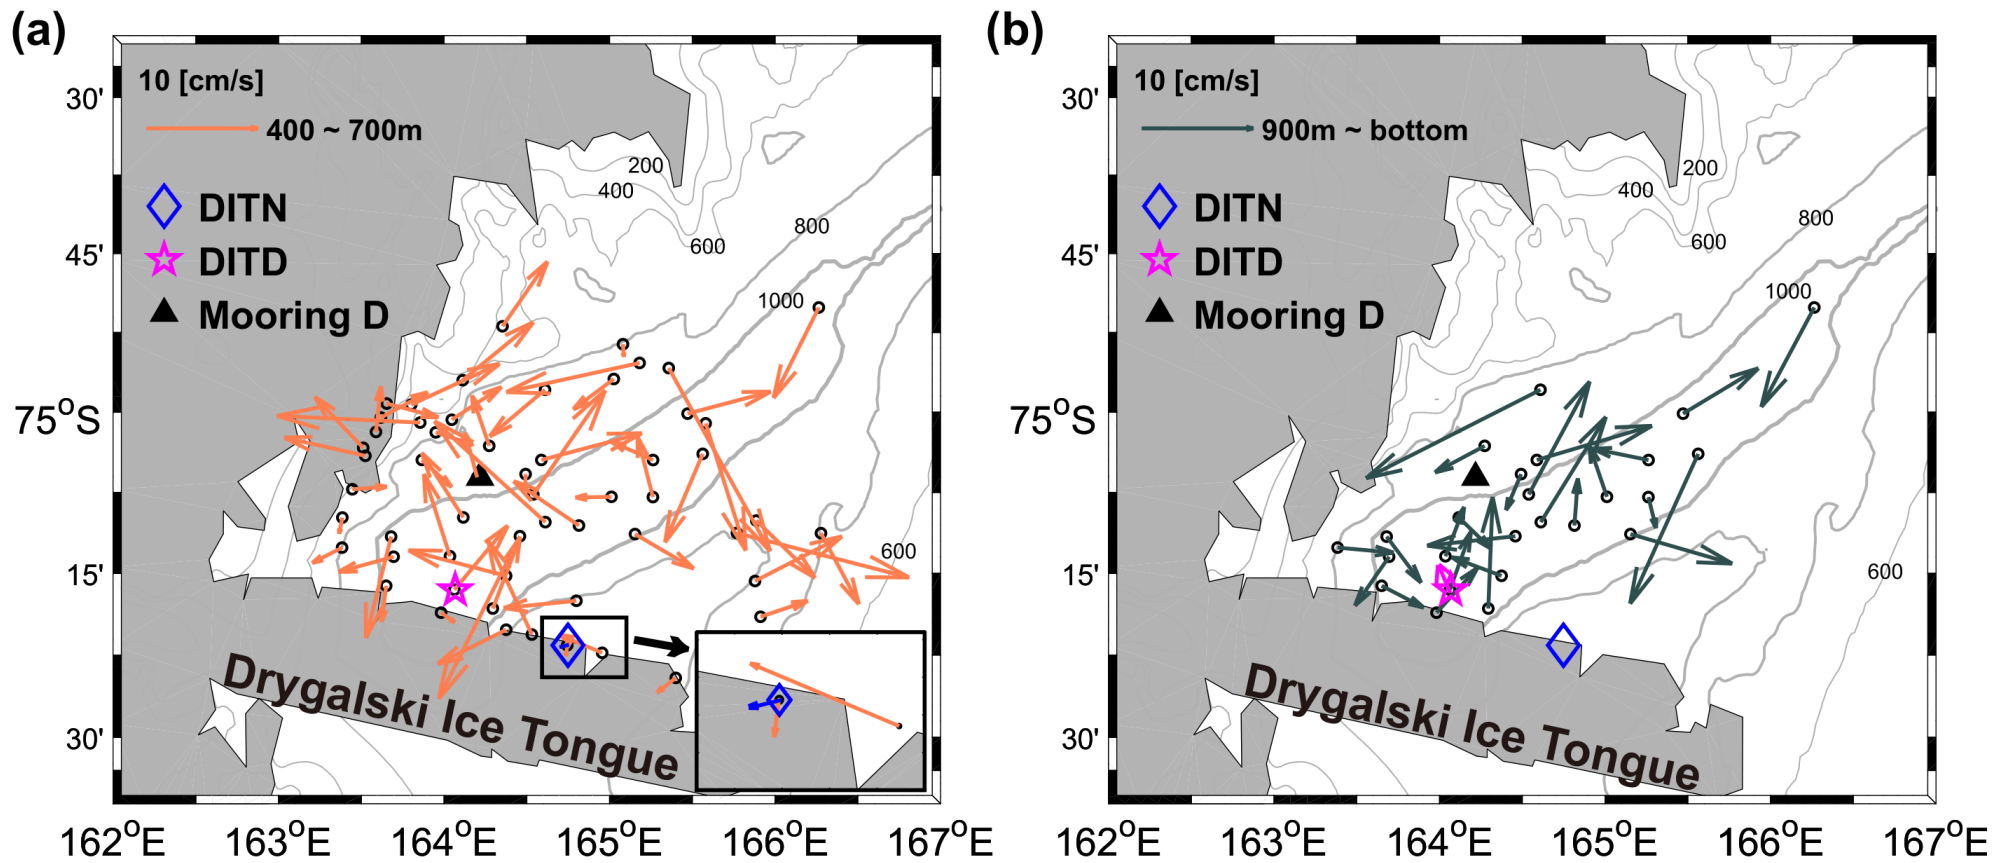 (a)
10 [cm/s]
400 ~ 700m
DITN
DITD
Mooring D
200
400
600
800
1000
600
Drygalski Ice Tongue
30'
45'
75°S
15'
30'
162°E
163°E
164°E
165°E
166°E
167°E
(b)
10 [cm/s]
900m ~ bottom
DITN
DITD
Mooring D
200
400
600
800
1000
600
Drygalski Ice Tongue
30'
45'
75°S
15'
30'
162°E
163°E
164°E
165°E
166°E
167°E